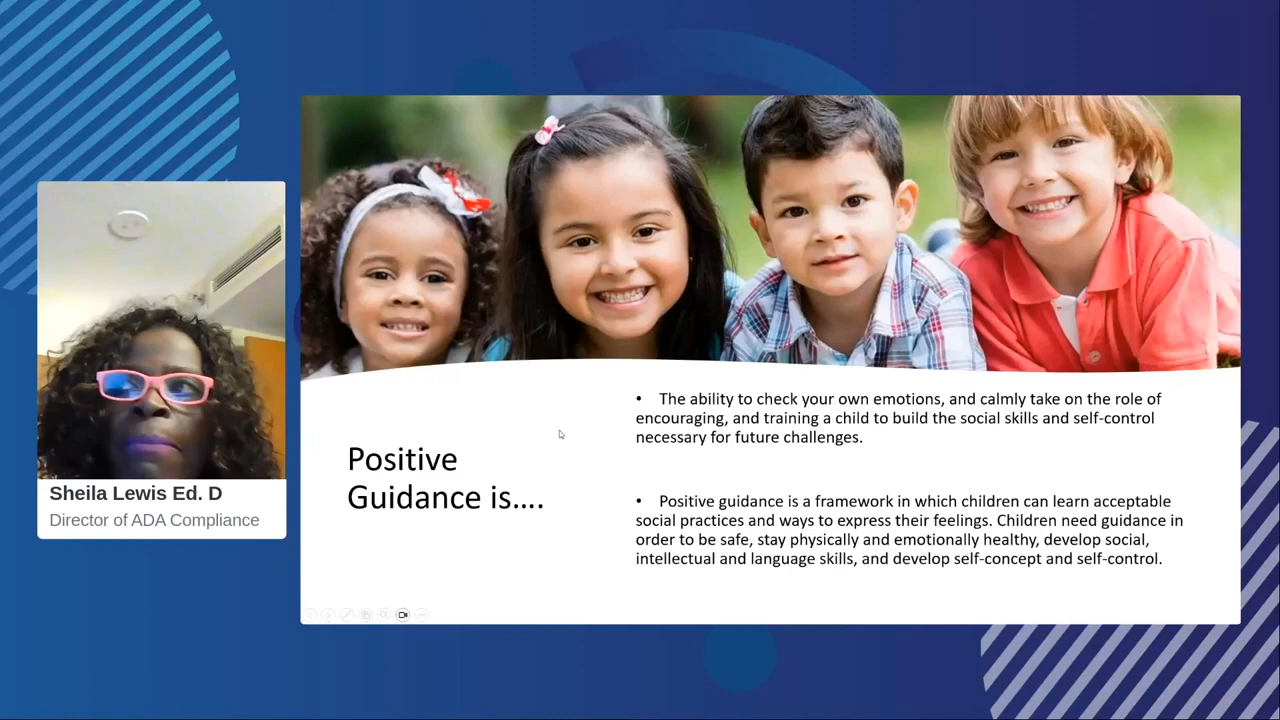 Sheila Lewis Ed. D
Director of ADA Compliance
Positive
Guidance is....
• The ability to check your own emotions, and calmly take on the role of
encouraging, and training a child to build the social skills and self-control
necessary for future challenges.
• Positive guidance is a framework in which children can learn acceptable
social practices and ways to express their feelings. Children need guidance in
order to be safe, stay physically and emotionally healthy, develop social,
intellectual and language skills, and develop self-concept and self-control.